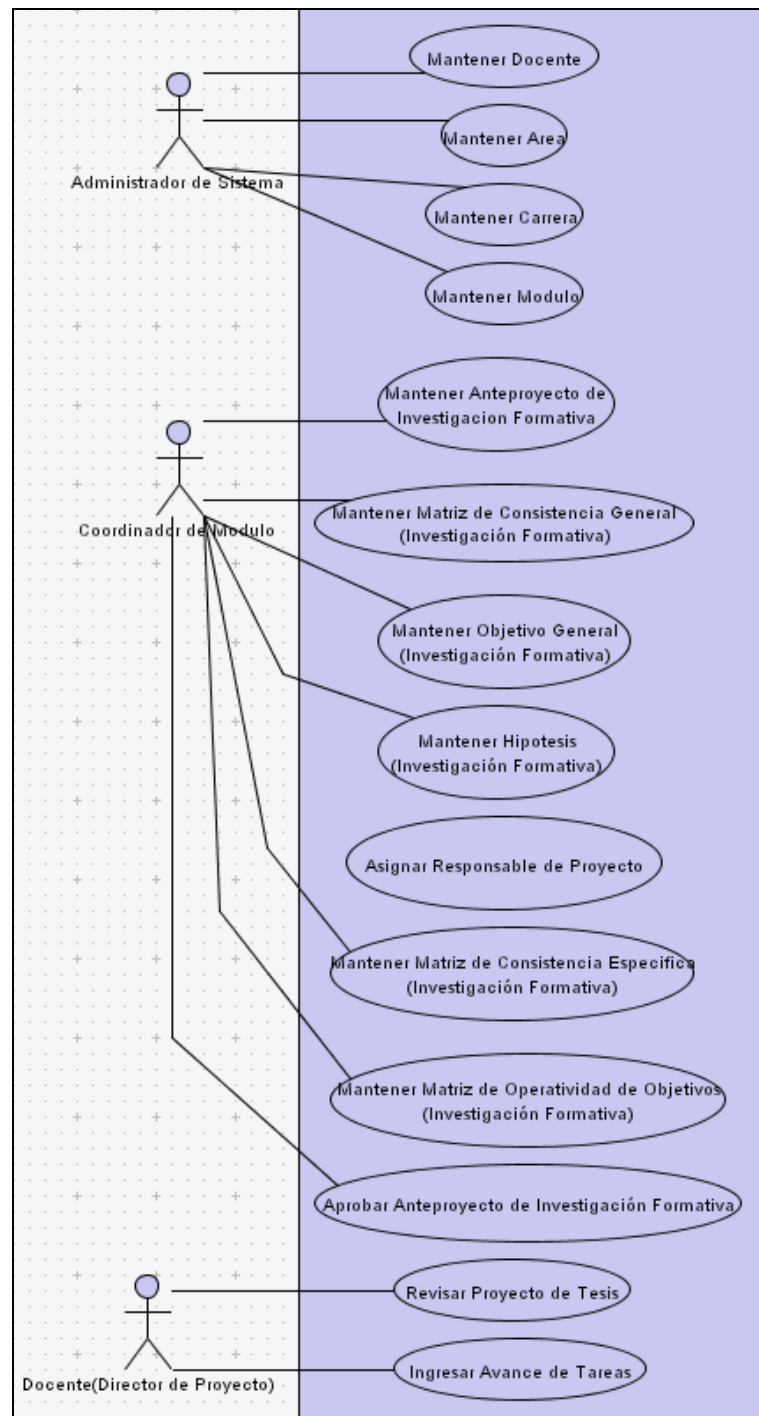 Mantener Docente
Mantener Area
Administrador de Sistema
Mantener Carrera
Mantener Modulo
Mantener Anteproyecto de
Investigacion Formativa
Mantener Matriz de Consistencia General
(Investigación Formativa)
Coordinador de Modulo
Mantener Objetivo General
(Investigación Formativa)
Mantener Hipotesis
(Investigación Formativa)
Asignar Responsable de Proyecto
Mantener Matriz de Consistencia Especifica
(Investigación Formativa)
Mantener Matriz de Operatividad de Objetivos
(Investigación Formativa)
Aprobar Anteproyecto de Investigación Formativa
Revisar Proyecto de Tesis
Ingresar Avance de Tareas
Docente(Director de Proyecto)